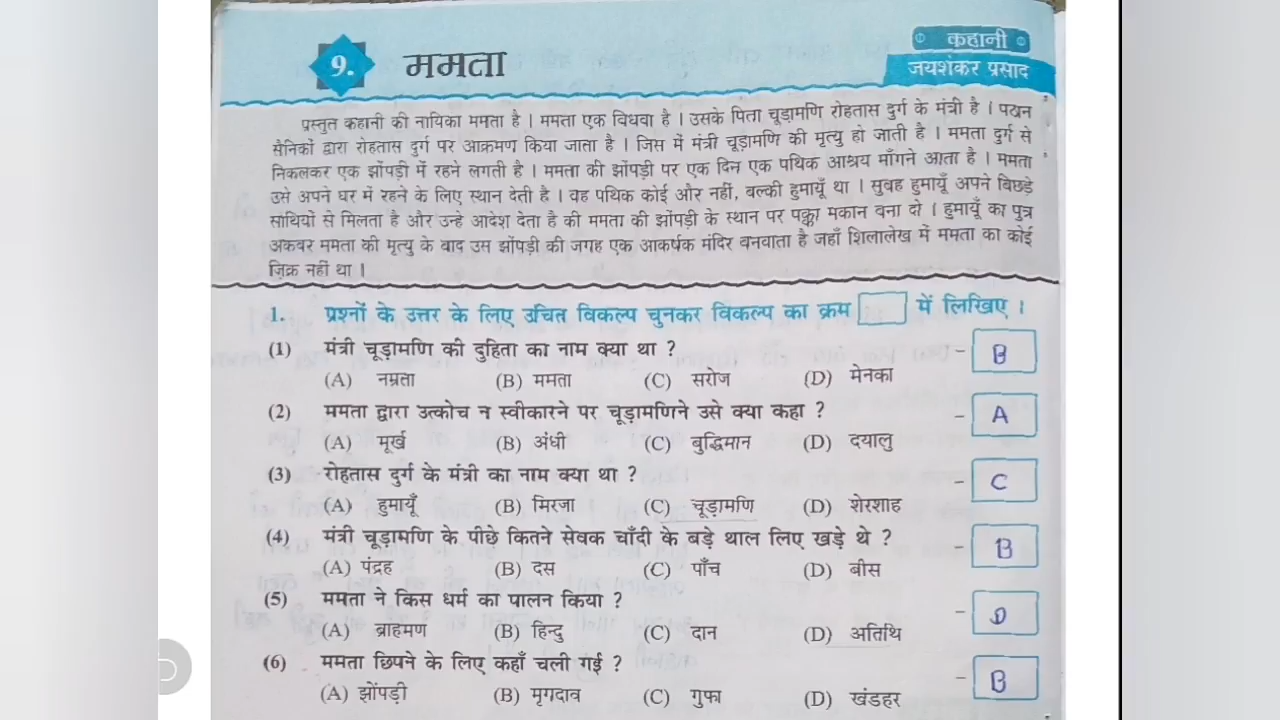 9. ममता
कहानी
जयशंकर प्रसाद
प्रस्तुत कहानी की नायिका ममता है । ममता एक विधवा है । उसके पिता चूड़ामणि रोहतास दुर्ग के मंत्री है । पठान
सैनिकों द्वारा रोहतास दुर्ग पर आक्रमण किया जाता है । जिस में मंत्री चूड़ामणि की मृत्यु हो जाती है । ममता दुर्ग से
निकलकर एक झोंपड़ी में रहने लगती है । ममता की झोंपड़ी पर एक दिन एक पथिक आश्रय माँगने आता है । ममता
उसे अपने घर में रहने के लिए स्थान देती है । वह पथिक कोई और नहीं, बल्की हुमायूँ था । सुबह हुमायूँ अपने बिछड़े
साथियों से मिलता है और उन्हे आदेश देता है की ममता की झोंपड़ी के स्थान पर पक्का मकान बना दो । हुमायूँ का पुत्र
अकबर ममता की मृत्यु के बाद उस झोंपड़ी की जगह एक आकर्षक मंदिर बनवाता है जहाँ शिलालेख में ममता का कोई
ज़िक्र नहीं था ।
1. प्रश्नों के उत्तर के लिए उचित विकल्प चुनकर विकल्प का क्रम में लिखिए ।
(1) मंत्री चूड़ामणि की दुहिता का नाम क्या था ? - B
(A) नम्रता (B) ममता (C) सरोज (D) मेनका
(2) ममता द्वारा उत्कोच न स्वीकारने पर चूड़ामणिने उसे क्या कहा ? - A
(A) मूर्ख (B) अंधी (C) बुद्धिमान (D) दयालु
(3) रोहतास दुर्ग के मंत्री का नाम क्या था ? - C
(A) हुमायूँ (B) मिरजा (C) चूड़ामणि (D) शेरशाह
(4) मंत्री चूड़ामणि के पीछे कितने सेवक चाँदी के बड़े थाल लिए खड़े थे ? - B
(A) पंद्रह (B) दस (C) पाँच (D) बीस
(5) ममता ने किस धर्म का पालन किया ? - D
(A) ब्राहमण (B) हिन्दु (C) दान (D) अतिथि
(6) ममता छिपने के लिए कहाँ चली गई ? - B
(A) झोंपड़ी (B) मृगदाव (C) गुफा (D) खंडहर